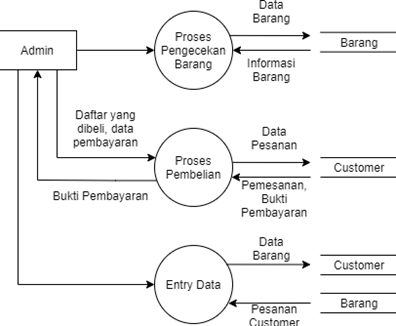 Data
Barang
Proses
Pengecekan
Barang
Admin
Barang
Informasi
Barang
Daftar yang
dibeli, data
pembayaran
Data
Pesanan
Proses
Pembelian
Customer
Bukti Pembayaran
Pemesanan,
Bukti
Pembayaran
Data
Barang
Customer
Entry Data
Barang
Pesanan
Customer